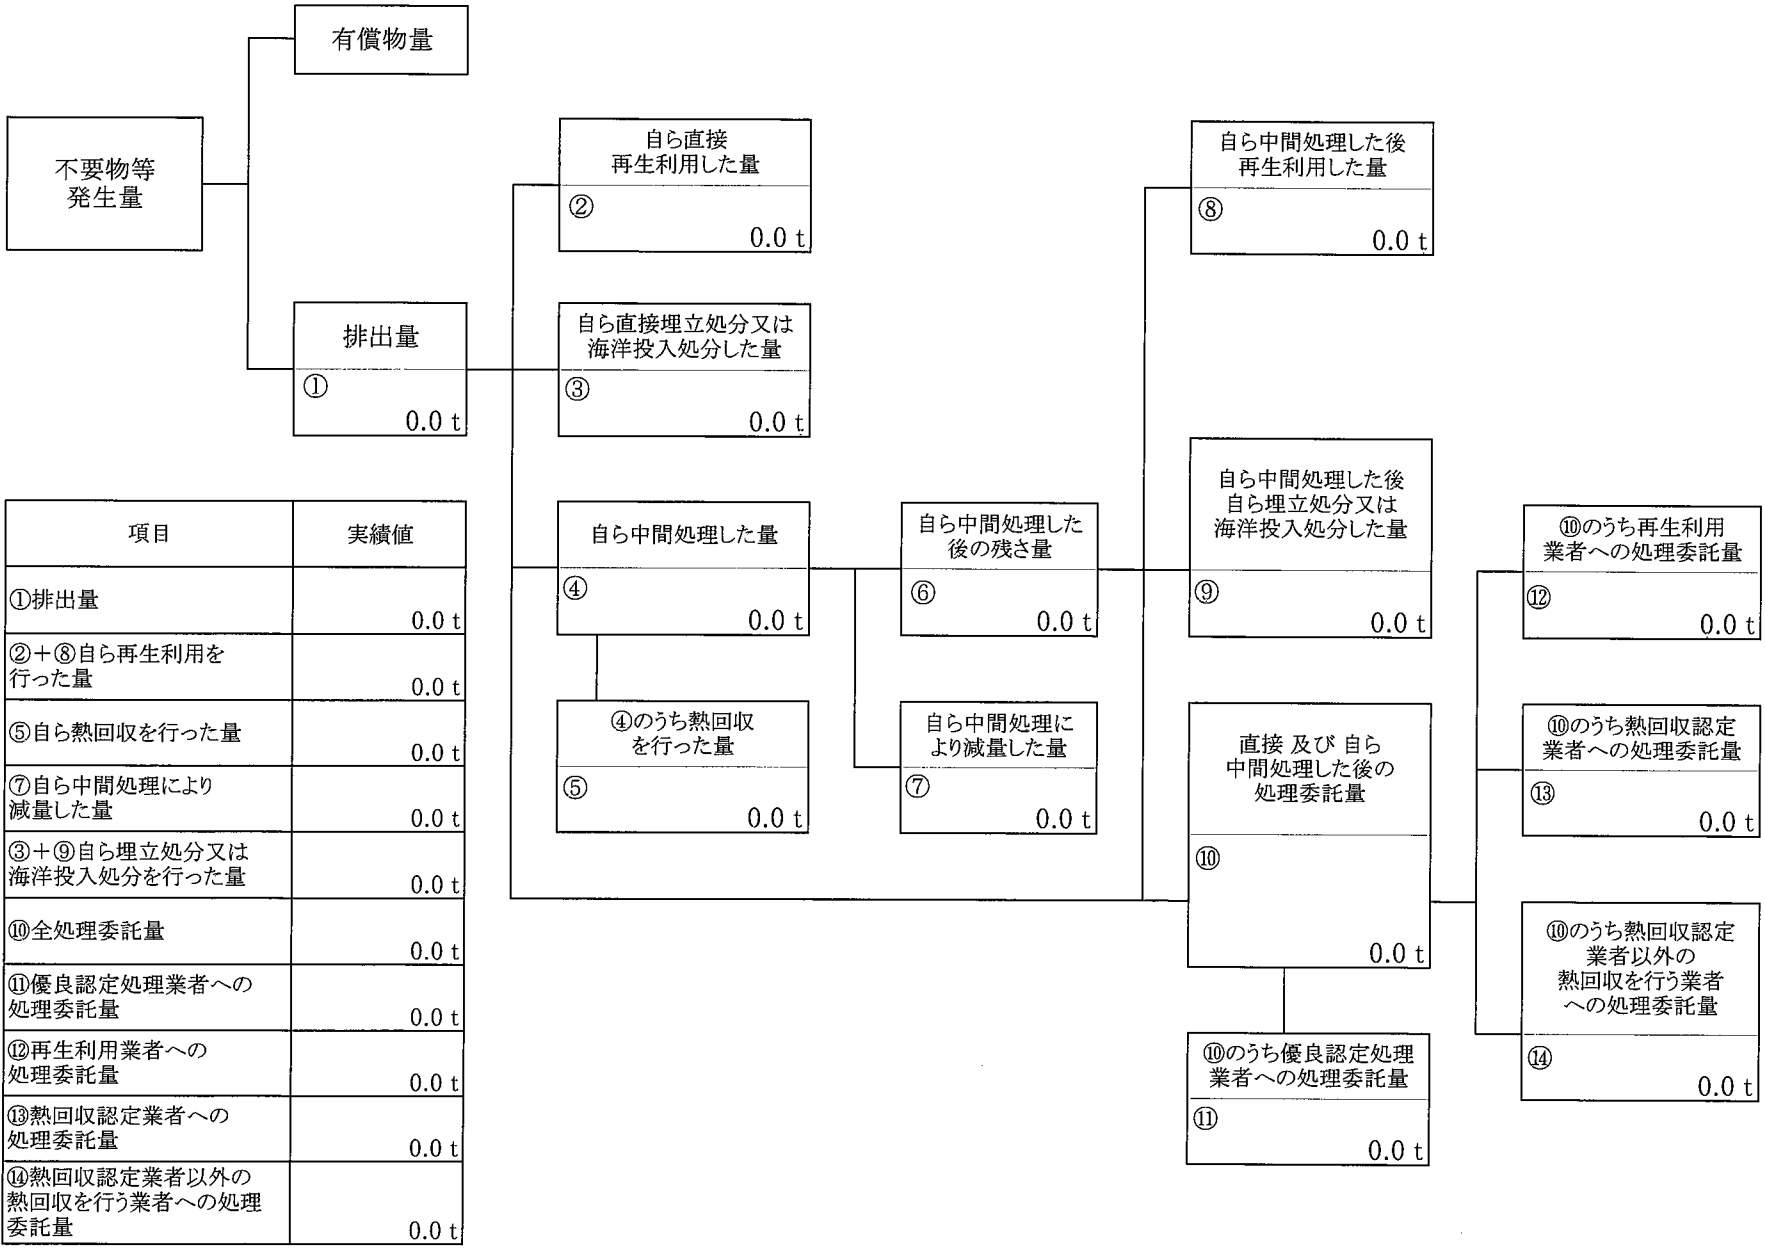 有償物量
不要物等
発生量
自ら直接
再生利用した量
②
0.0 t
自ら中間処理した後
再生利用した量
⑧
0.0 t
排出量
①
0.0 t
自ら直接埋立処分又は
海洋投入処分した量
③
0.0 t
自ら中間処理した量
④
0.0 t
自ら中間処理した
後の残さ量
⑥
0.0 t
自ら中間処理した後
自ら埋立処分又は
海洋投入処分した量
⑨
0.0 t
⑩のうち再生利用
業者への処理委託量
⑫
0.0 t
④のうち熱回収
を行った量
⑤
0.0 t
自ら中間処理に
より減量した量
⑦
0.0 t
直接 及び 自ら
中間処理した後の
処理委託量
⑩
0.0 t
⑩のうち熱回収認定
業者への処理委託量
⑬
0.0 t
⑩のうち熱回収認定
業者以外の
熱回収を行う業者
への処理委託量
⑭
0.0 t
⑩のうち優良認定処理
業者への処理委託量
⑪
0.0 t
項目 実績値
①排出量
0.0 t
②＋⑧自ら再生利用を
行った量
0.0 t
⑤自ら熱回収を行った量
0.0 t
⑦自ら中間処理により
減量した量
0.0 t
③＋⑨自ら埋立処分又は
海洋投入処分を行った量
0.0 t
⑩全処理委託量
0.0 t
⑪優良認定処理業者への
処理委託量
0.0 t
⑫再生利用業者への
処理委託量
0.0 t
⑬熱回収認定業者への
処理委託量
0.0 t
⑭熱回収認定業者以外の
熱回収を行う業者への処理
委託量
0.0 t